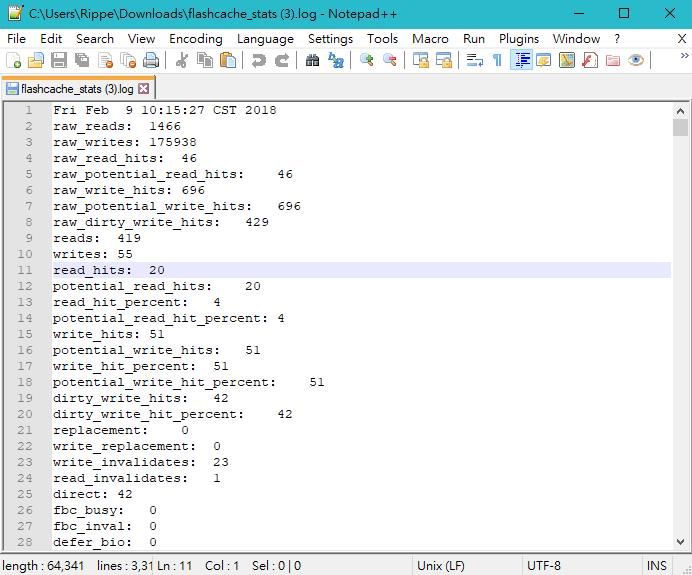 C:\Users\Rippe\Downloads\flashcache_stats (3).log - Notepad++
File Edit Search View Encoding Language Settings Tools Macro Run Plugins Window ?
flashcache_stats (3).log
1 Fri Feb  9 10:15:27 CST 2018
2 raw_reads:  1466
3 raw_writes: 175938
4 raw_read_hits:  46
5 raw_potential_read_hits:    46
6 raw_write_hits: 696
7 raw_potential_write_hits:   696
8 raw_dirty_write_hits:   429
9 reads:  419
10 writes: 55
11 read_hits:  20
12 potential_read_hits:    20
13 read_hit_percent:   4
14 potential_read_hit_percent: 4
15 write_hits: 51
16 potential_write_hits:   51
17 write_hit_percent:  51
18 potential_write_hit_percent:    51
19 dirty_write_hits:   42
20 dirty_write_hit_percent:    42
21 replacement:    0
22 write_replacement:  0
23 write_invalidates:  23
24 read_invalidates:   1
25 direct: 42
26 fbc_busy:   0
27 fbc_inval:  0
28 defer_bio:  0
length : 64,341 lines : 3,31 Ln : 11 Col : 1 Sel : 0 | 0 Unix (LF) UTF-8 INS